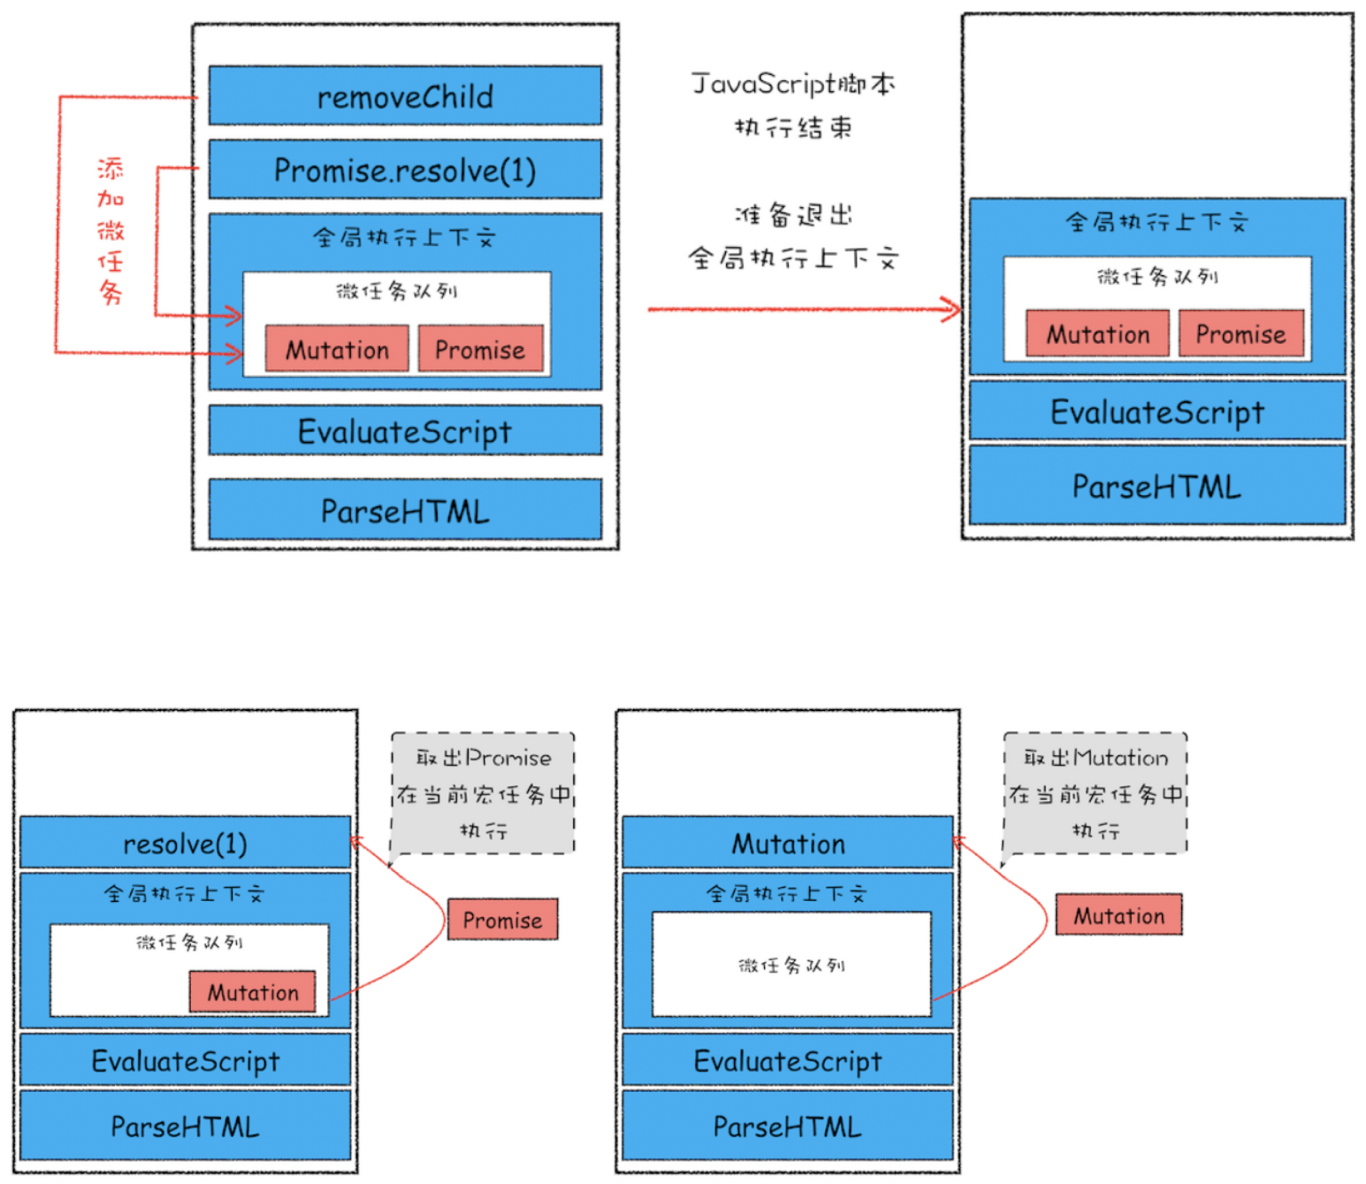 removeChild
Promise.resolve(1)
添加微任务
全局执行上下文
微任务队列
Mutation
Promise
EvaluateScript
ParseHTML
JavaScript脚本
执行结束
准备退出
全局执行上下文
全局执行上下文
微任务队列
Mutation
Promise
EvaluateScript
ParseHTML
resolve(1)
全局执行上下文
微任务队列
Mutation
EvaluateScript
ParseHTML
取出Promise
在当前宏任务中
执行
Promise
Mutation
全局执行上下文
微任务队列
EvaluateScript
ParseHTML
取出Mutation
在当前宏任务中
执行
Mutation